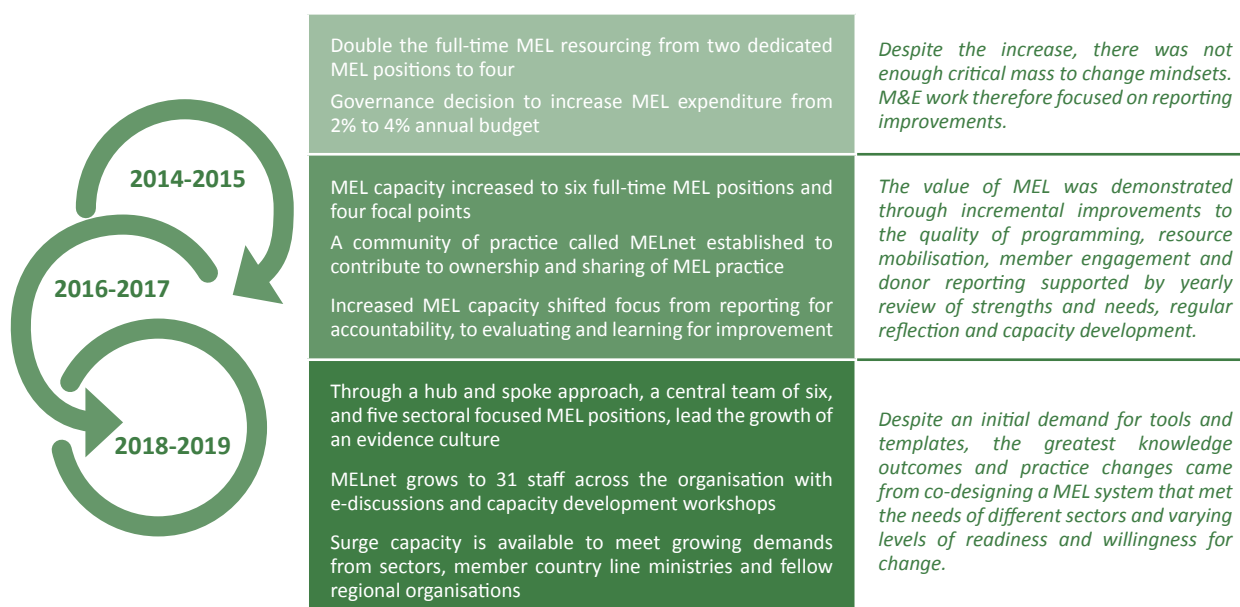 2014-2015
Double the full-time MEL resourcing from two dedicated
MEL positions to four
Governance decision to increase MEL expenditure from
2% to 4% annual budget
Despite the increase, there was not
enough critical mass to change mindsets.
M&E work therefore focused on reporting
improvements.
2016-2017
MEL capacity increased to six full-time MEL positions and
four focal points
A community of practice called MELnet established to
contribute to ownership and sharing of MEL practice
Increased MEL capacity shifted focus from reporting for
accountability, to evaluating and learning for improvement
The value of MEL was demonstrated
through incremental improvements to
the quality of programming, resource
mobilisation, member engagement and
donor reporting supported by yearly
review of strengths and needs, regular
reflection and capacity development.
2018-2019
Through a hub and spoke approach, a central team of six,
and five sectoral focused MEL positions, lead the growth of
an evidence culture
MELnet grows to 31 staff across the organisation with
e-discussions and capacity development workshops
Surge capacity is available to meet growing demands
from sectors, member country line ministries and fellow
regional organisations
Despite an initial demand for tools and
templates, the greatest knowledge
outcomes and practice changes came
from co-designing a MEL system that met
the needs of different sectors and varying
levels of readiness and willingness for
change.